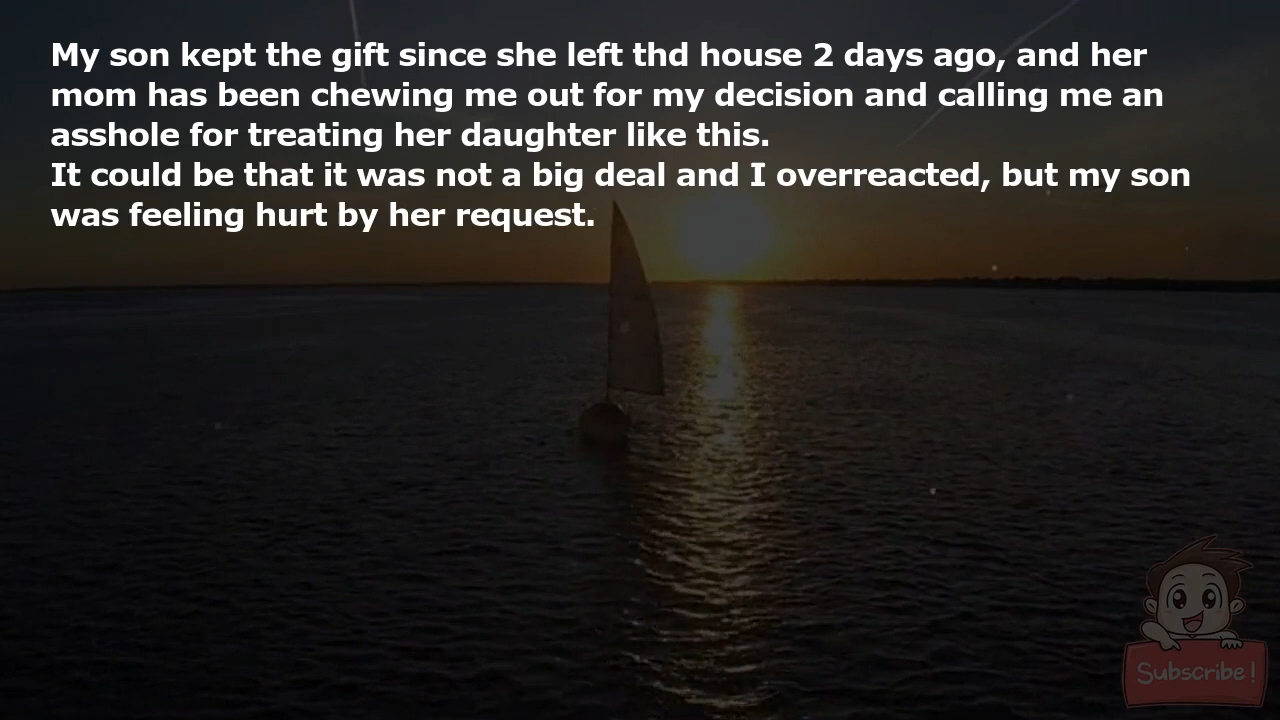 My son kept the gift since she left thd house 2 days ago, and her
mom has been chewing me out for my decision and calling me an
asshole for treating her daughter like this.
It could be that it was not a big deal and I overreacted, but my son
was feeling hurt by her request.
Subscribe!